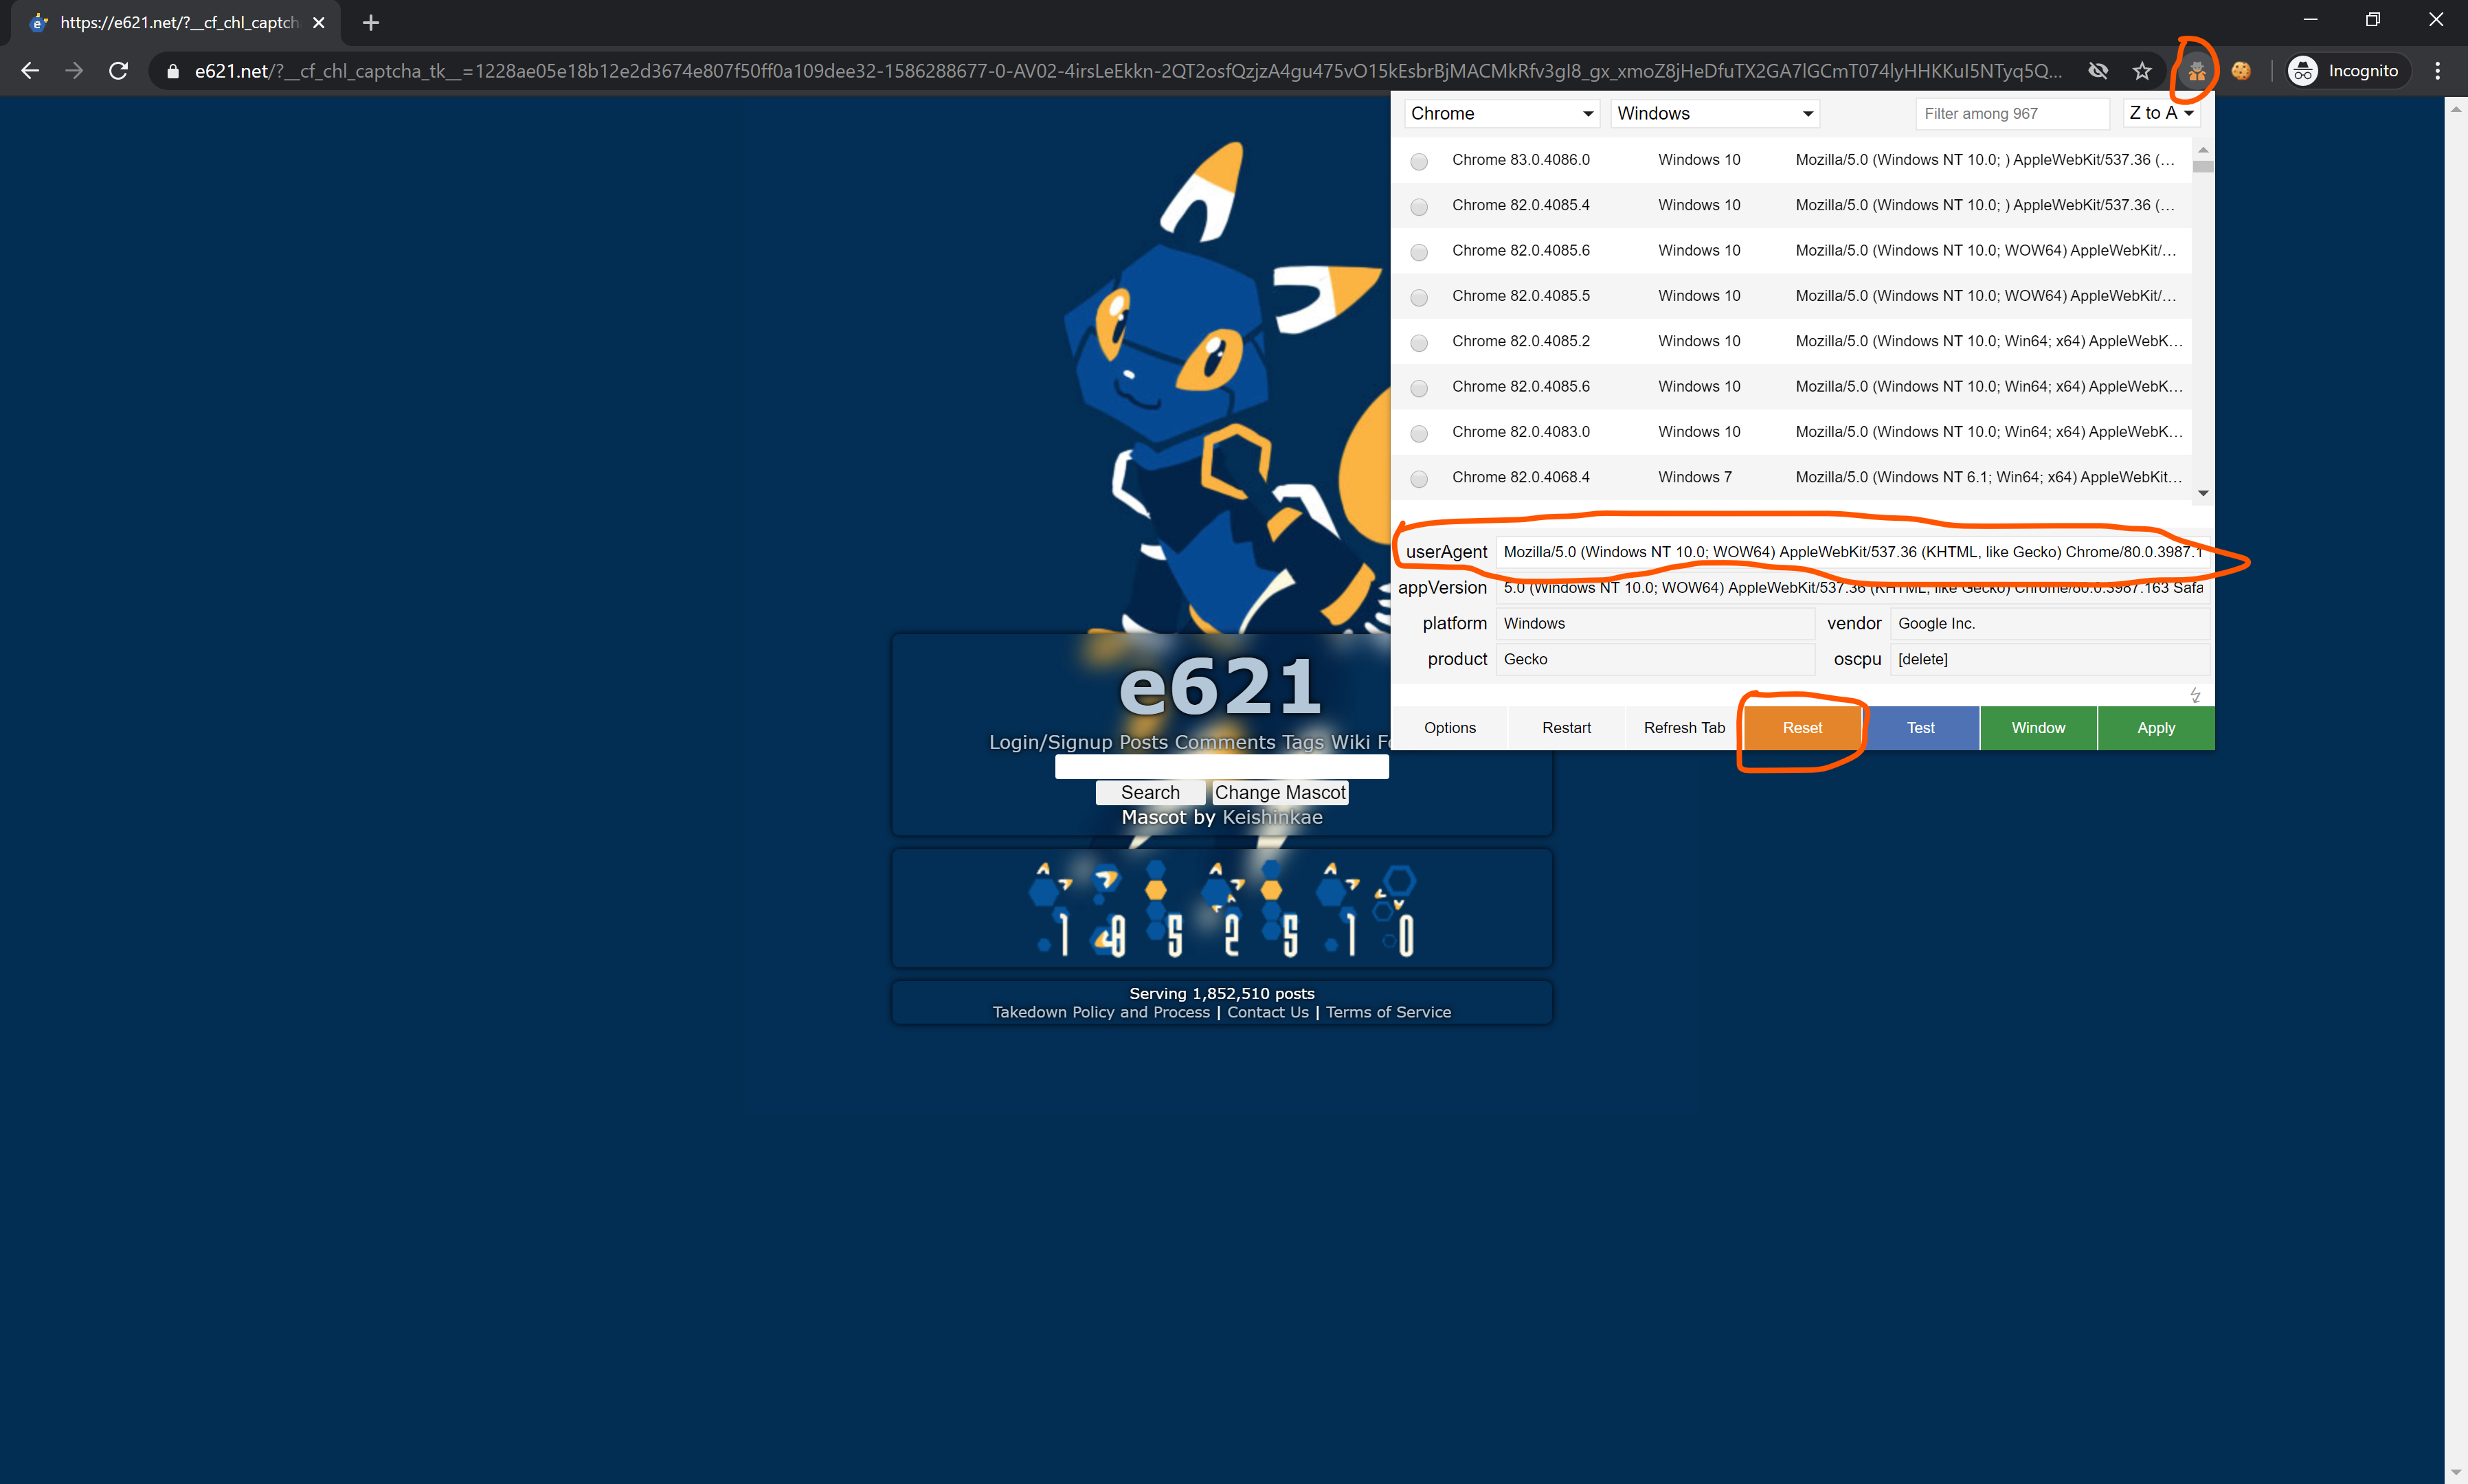 https://e621.net/?__cf_chl_captch
e621.net/?__cf_chl_captcha_tk__=1228ae05e18b12e2d3674e807f50ff0a109dee32-1586288677-0-AV02-4irsLeEkkn-2QT2osfQzjzA4gu475vO15kEsbrBjMACMkRfv3gI8_gx_xmoZ8jHeDfuTX2GA7lGCmT074lyHHKKuI5NTyq5Q...
Incognito
Chrome Windows Filter among 967 Z to A
Chrome 83.0.4086.0 Windows 10 Mozilla/5.0 (Windows NT 10.0; ) AppleWebKit/537.36 (...
Chrome 82.0.4085.4 Windows 10 Mozilla/5.0 (Windows NT 10.0; ) AppleWebKit/537.36 (...
Chrome 82.0.4085.6 Windows 10 Mozilla/5.0 (Windows NT 10.0; WOW64) AppleWebKit/...
Chrome 82.0.4085.5 Windows 10 Mozilla/5.0 (Windows NT 10.0; WOW64) AppleWebKit/...
Chrome 82.0.4085.2 Windows 10 Mozilla/5.0 (Windows NT 10.0; Win64; x64) AppleWebK...
Chrome 82.0.4085.6 Windows 10 Mozilla/5.0 (Windows NT 10.0; Win64; x64) AppleWebK...
Chrome 82.0.4083.0 Windows 10 Mozilla/5.0 (Windows NT 10.0; Win64; x64) AppleWebK...
Chrome 82.0.4068.4 Windows 7 Mozilla/5.0 (Windows NT 6.1; Win64; x64) AppleWebKit...
userAgent Mozilla/5.0 (Windows NT 10.0; WOW64) AppleWebKit/537.36 (KHTML, like Gecko) Chrome/80.0.3987.1
appVersion 5.0 (Windows NT 10.0; WOW64) AppleWebKit/537.36 (KHTML, like Gecko) Chrome/80.0.3987.163 Safa
platform Windows vendor Google Inc.
product Gecko oscpu [delete]
Options Restart Refresh Tab Reset Test Window Apply
e621
Login/Signup Posts Comments Tags Wiki Fo
Search Change Mascot
Mascot by Keishinkae
1 8 5 2 5 1 0
Serving 1,852,510 posts
Takedown Policy and Process | Contact Us | Terms of Service